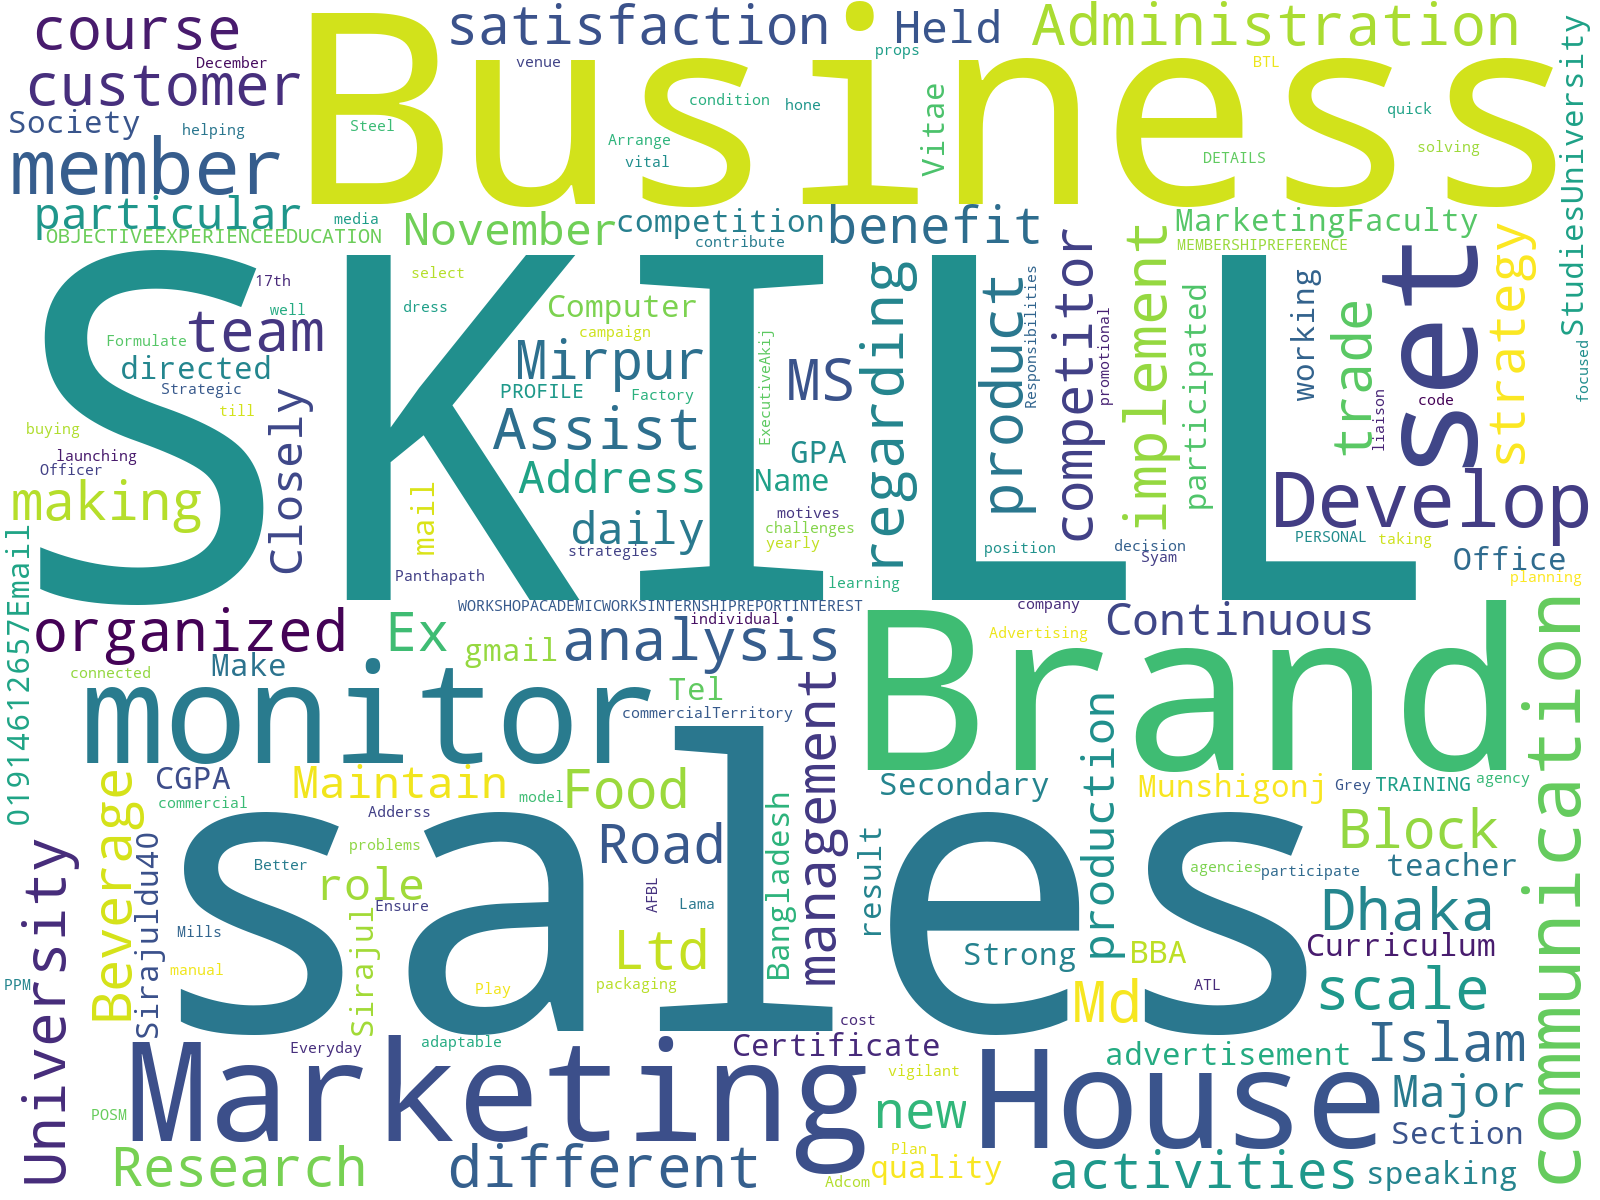 course
Business
satisfaction
Held
Administration
December
venue
props
BTL
customer
condition
hone
quick
Vitae
StudiesUniversity
Society
helping
Steel
Arrange
vital
DETAILS
solving
member
particular
media
November
competition
contribute
benefit
MarketingFaculty
MEMBERSHIPREFERENCE
OBJECTIVEEXPERIENCEEDUCATION
SKILL
17th
select
well
dress
Computer
campaign
regarding
product
Responsibilities
competitor
promotional
implement
participated
working
trade
liaison
set
code
strategy
focused
Formulate
team
directed
Strategic
till
closely
Mirpur
PROFILE
Factory
ExecutiveAkij
MS
buying
launching
Officer
Assist
GPA
making
mail
Address
Name
Develop
motives
daily
challenges
yearly
strategies
position
decision
Syam
PERSONAL
taking
Office
Panthapath
learning
planning
01914612657Email
WORKSHOPACADEMICWORKSINTERNSHIPREPORTINTEREST
company
individual
organized
Ex
gmail
analysis
Brand
Advertising
Continuous
communication
connected
Make
monitor
Tel
commercialTerritory
management
production
Beverage
CGPA
commercial
Maintain
Adderss
model
Food
Bangladesh
Secondary
Munshigonj
Grey
TRAINING
agency
sales
Sirajuldu40
problems
Road
result
Block
University
Better
role
agencies
participate
teacher
Ensure
AFBL
Lama
Dhaka
Mills
Sirajul
Ltd
Strong
BBA
Curriculum
manual
PPM
Play
packaging
Md
ATL
scale
cost
Everyday
adaptable
Certificate
advertisement
Islam
Marketing
vigilant
House
POSM
new
Major
Section
Research
different
Plan
quality
Adcom
activities
speaking